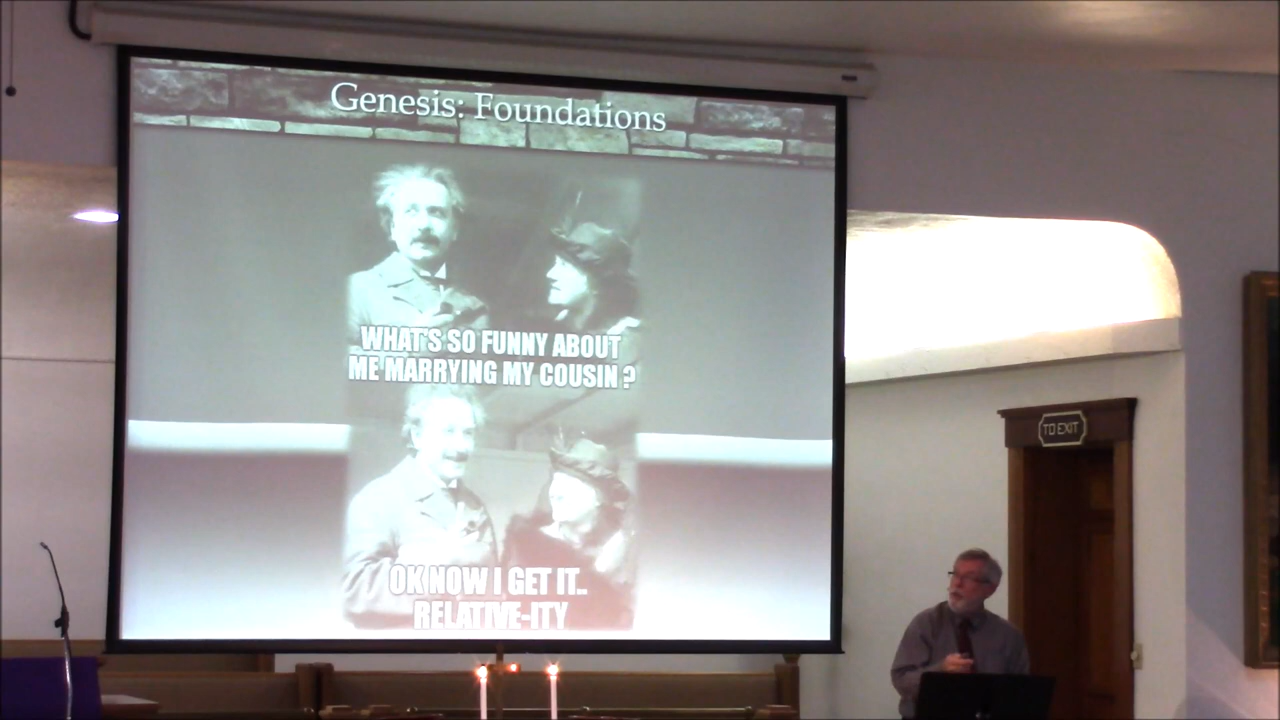 Genesis: Foundations
WHAT'S SO FUNNY ABOUT
ME MARRYING MY COUSIN ?
OK NOW I GET IT..
RELATIVE-ITY
TO EXIT